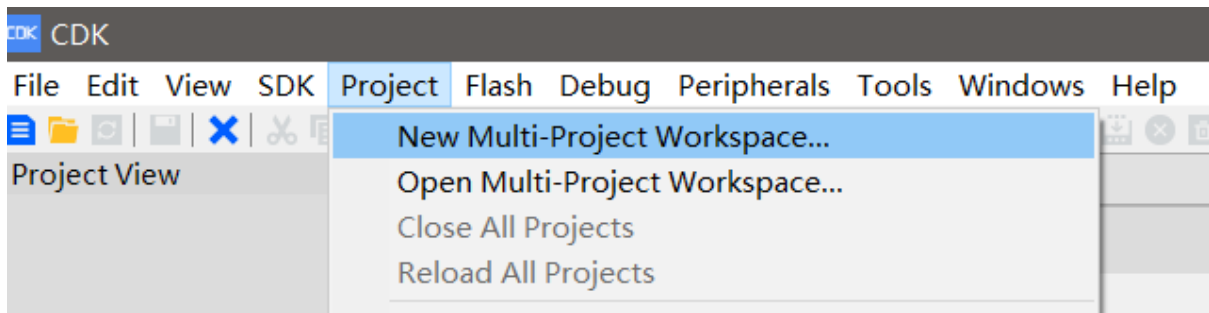 CDK CDK
File Edit View SDK Project Flash Debug Peripherals Tools Windows Help
New Multi-Project Workspace...
Project View
Open Multi-Project Workspace...
Close All Projects
Reload All Projects